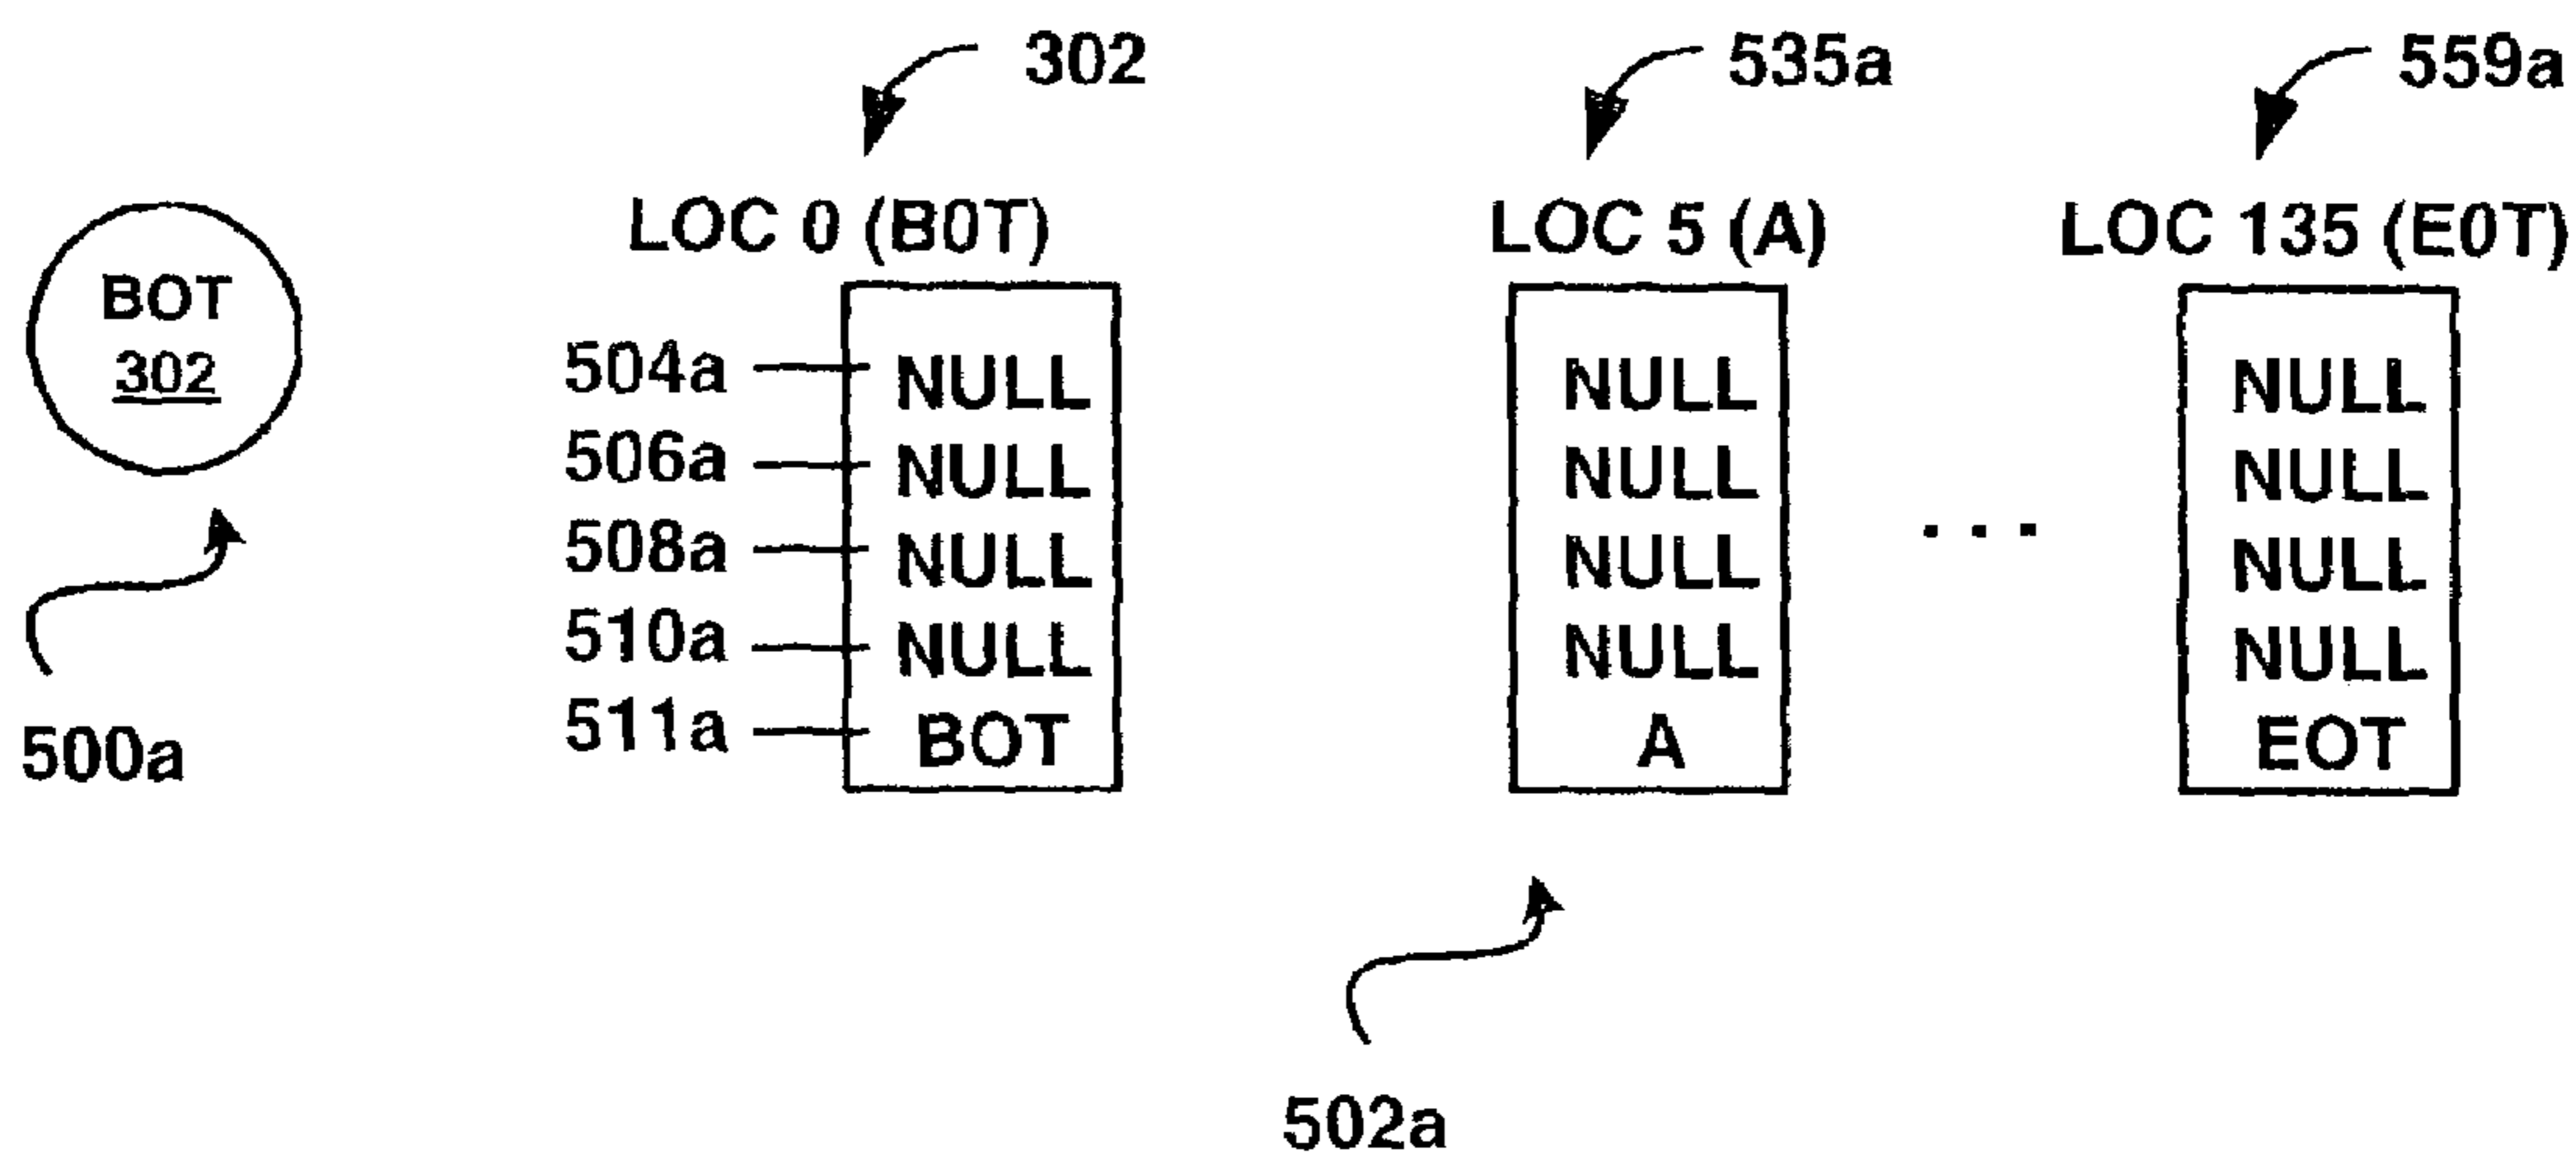 302 535a 559a
LOC 0 (B0T) LOC 5 (A) LOC 135 (E0T)
BOT
302
504a NULL NULL NULL
506a NULL NULL NULL
508a NULL NULL NULL
. . .
510a NULL NULL NULL
511a BOT A EOT
500a
502a